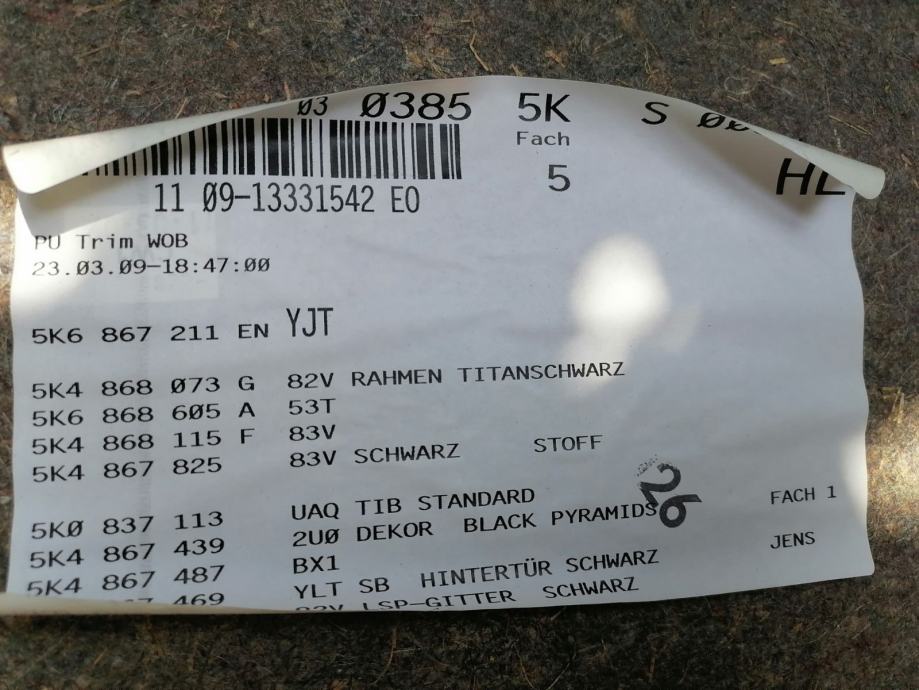 03 Ø385 5K S ØØ
Fach
5
HL
11 Ø9-13331542 EO
PU Trim WOB
23.03.09-18:47:00
5K6 867 211 EN YJT
5K4 868 Ø73 G 82V RAHMEN TITANSCHWARZ
5K6 868 6Ø5 A 53T
5K4 868 115 F 83V
5K4 867 825 83V SCHWARZ STOFF
26
5KØ 837 113 UAQ TIB STANDARD FACH 1
5K4 867 439 2UØ DEKOR BLACK PYRAMIDS
5K4 867 487 BX1 JENS
469 YLT SB HINTERTÜR SCHWARZ
LSP-GITTER SCHWARZ